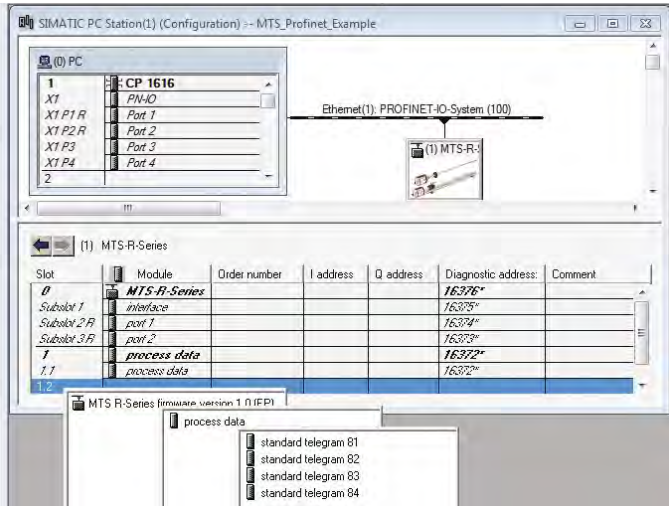 SIMATIC PC Station(1) (Configuration) -- MTS_Profinet_Example
(0) PC
1 CP 1616
X1 PN-IO
X1 P1 R Port 1
X1 P2 R Port 2
X1 P3 Port 3
X1 P4 Port 4
2
Ethernet(1): PROFINET-IO-System (100)
(1) MTS-R-S
(1) MTS-R-Series
Slot Module Order number I address Q address Diagnostic address: Comment
0 MTS-R-Series 16376*
Subslot 1 interface 16375*
Subslot 2 R port 1 16374*
Subslot 3 R port 2 16373*
1 process data 16372*
1.1 process data 16372*
1.2
MTS R-Series firmware version 1.0 (EP)
process data
standard telegram 81
standard telegram 82
standard telegram 83
standard telegram 84